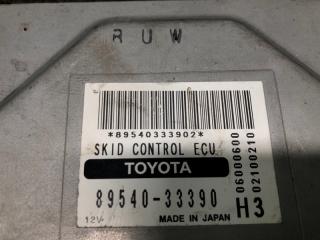 RUW
*89540333902*
SKID CONTROL ECU
TOYOTA
89540-33390
12V
MADE IN JAPAN
H3
06000600
02100210